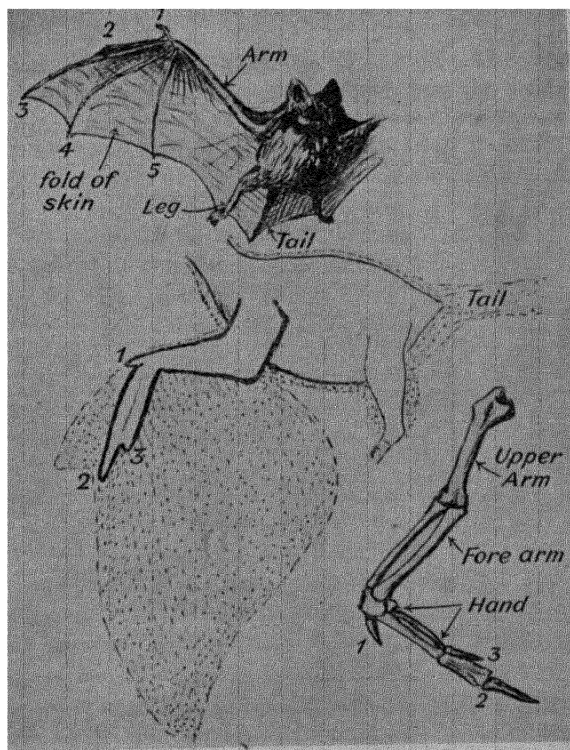 1
2
Arm
3
4
5
fold of
skin
Leg
Tail
Tail
1
3
2
Upper
Arm
Fore arm
Hand
1
3
2